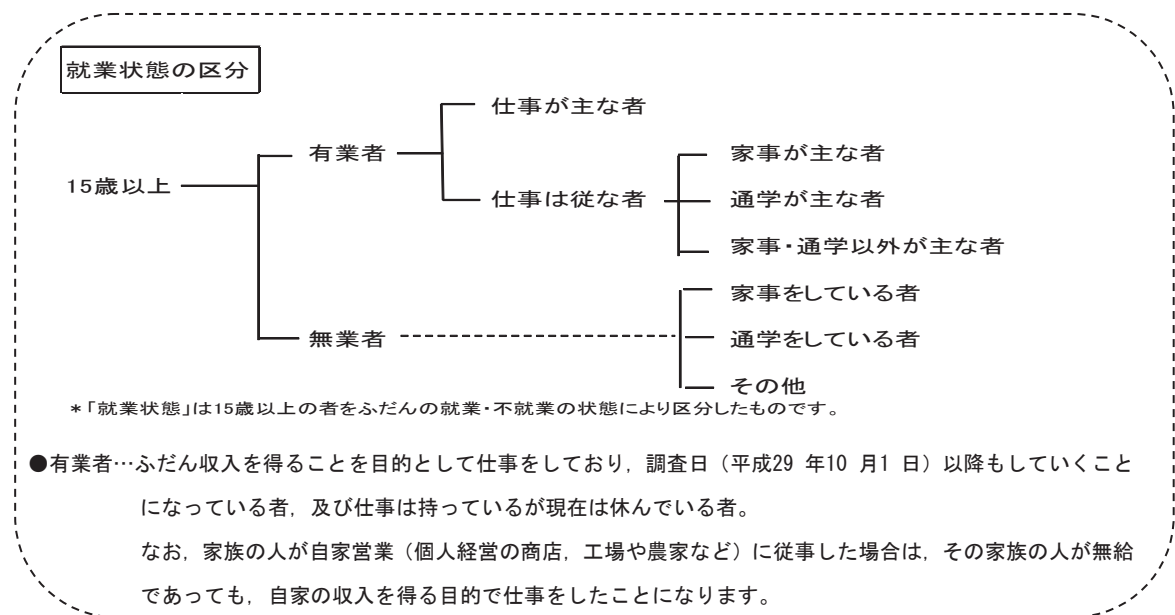 就業状態の区分
仕事が主な者
有業者
家事が主な者
15歳以上
仕事は従な者
通学が主な者
家事・通学以外が主な者
家事をしている者
無業者
通学をしている者
その他
*「就業状態」は15歳以上の者をふだんの就業・不就業の状態により区分したものです。
●有業者…ふだん収入を得ることを目的として仕事をしており，調査日（平成29 年10 月1 日）以降もしていくこと
になっている者，及び仕事は持っているが現在は休んでいる者。
なお，家族の人が自家営業（個人経営の商店，工場や農家など）に従事した場合は，その家族の人が無給
であっても，自家の収入を得る目的で仕事をしたことになります。